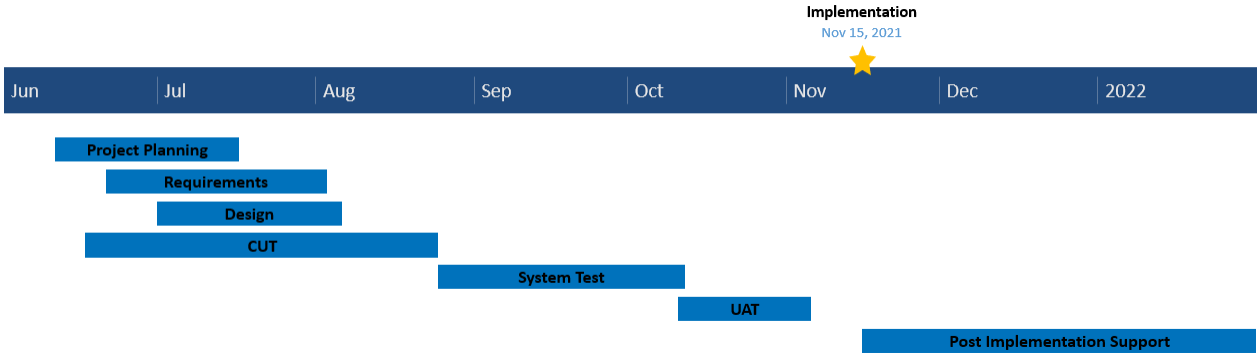 Implementation
Nov 15, 2021
Jun Jul Aug Sep Oct Nov Dec 2022
Project Planning
Requirements
Design
CUT
System Test
UAT
Post Implementation Support